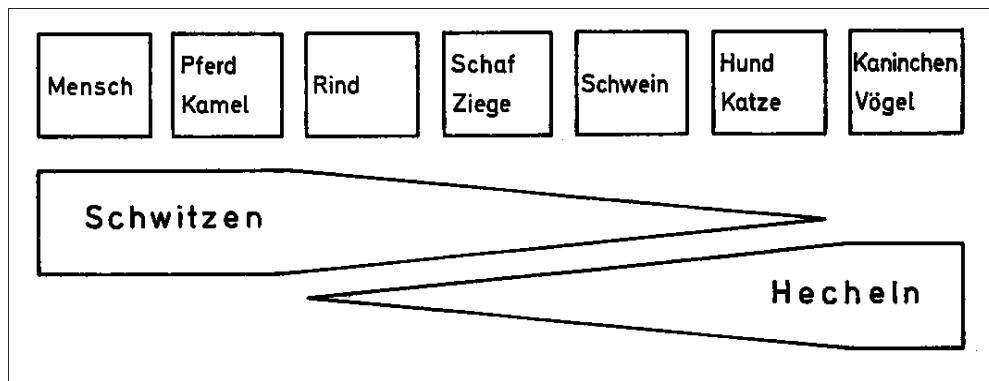 Mensch
Pferd
Kamel
Rind
Schaf
Ziege
Schwein
Hund
Katze
Kaninchen
Vögel
Schwitzen
Hecheln